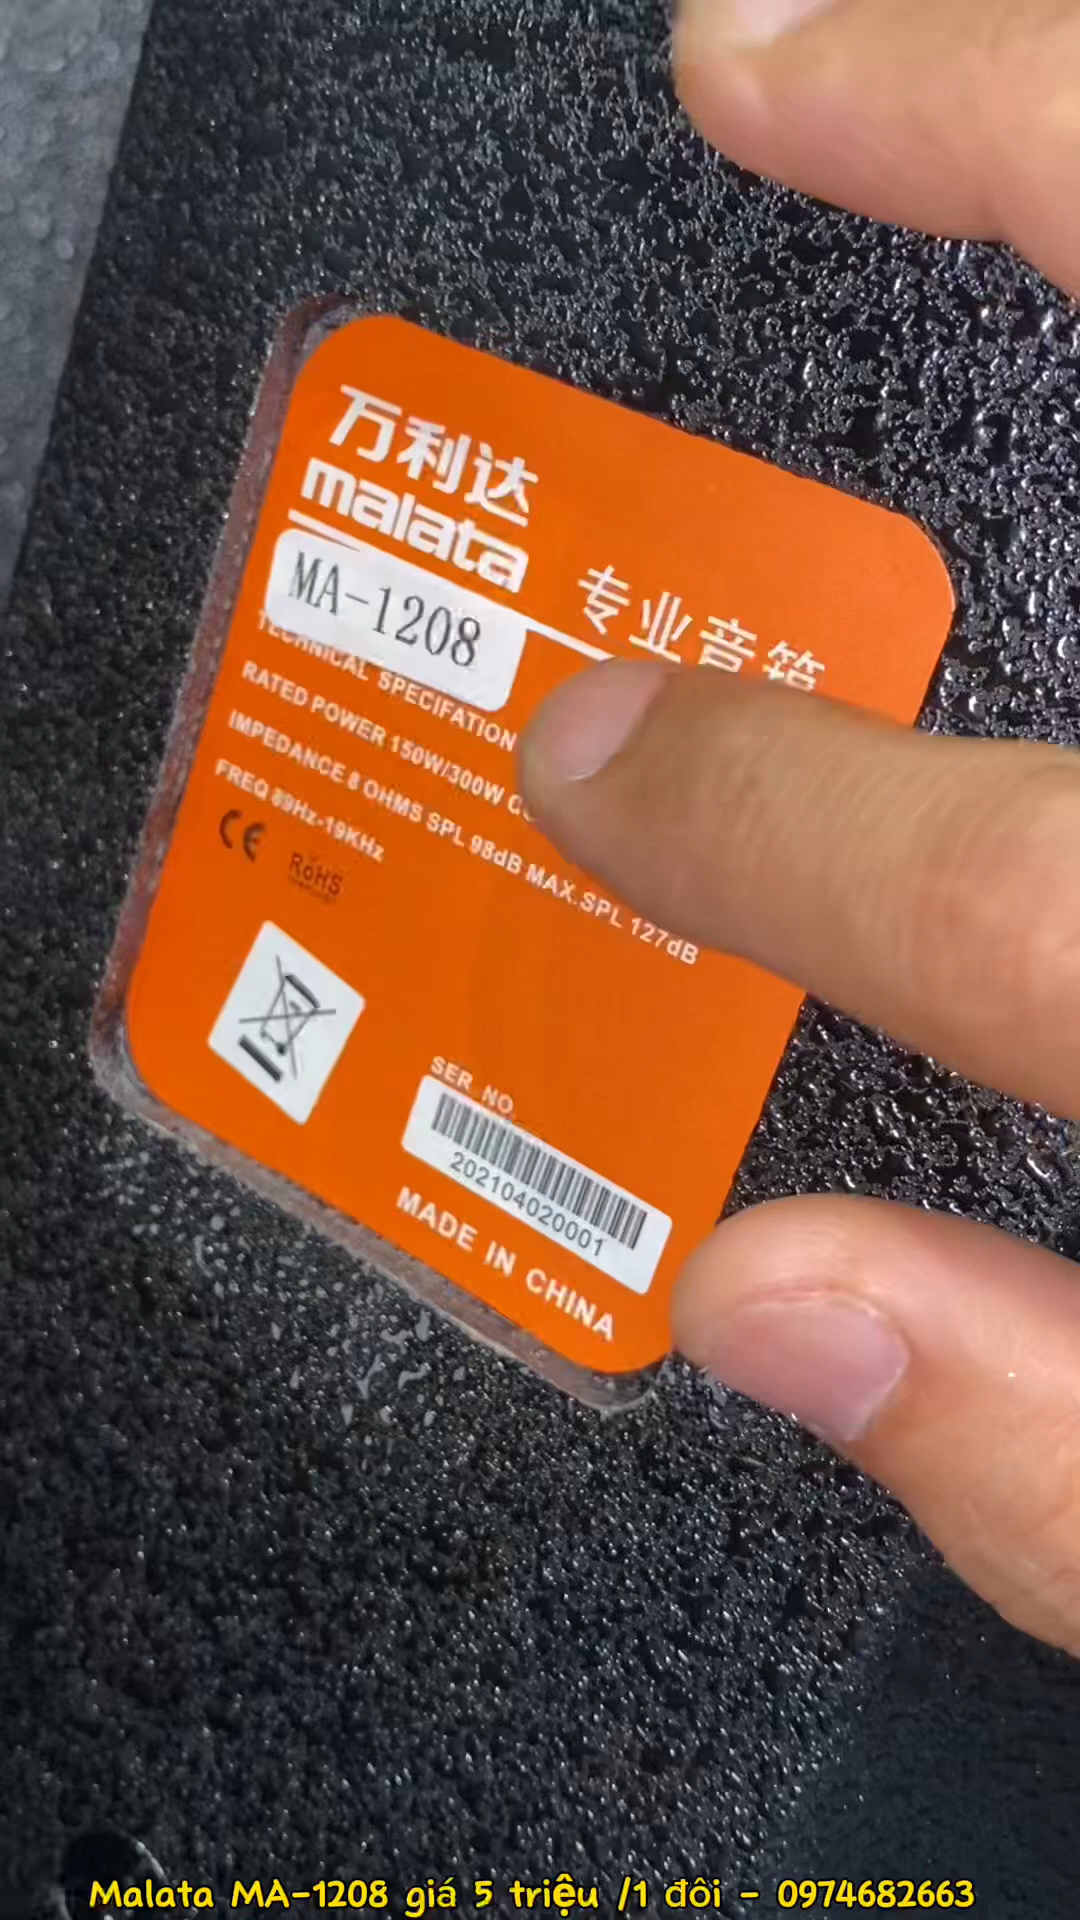 万利达
malata
专业音箱
MA-1208
TECHNICAL SPECIFATION
RATED POWER 150W/300W
IMPEDANCE 8 OHMS SPL 98dB MAX.SPL 127dB
FREQ 89Hz-19KHz
CE
RoHS
SER NO.
202104020001
MADE IN CHINA
Malata MA-1208 giá 5 triệu /1 đôi - 0974682663